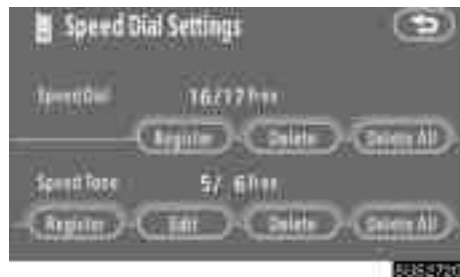 Speed Dial Settings
Speed Dial 16/17 free
Register Delete Delete All
Speed Tone 5/ 6 free
Register Edit Delete Delete All